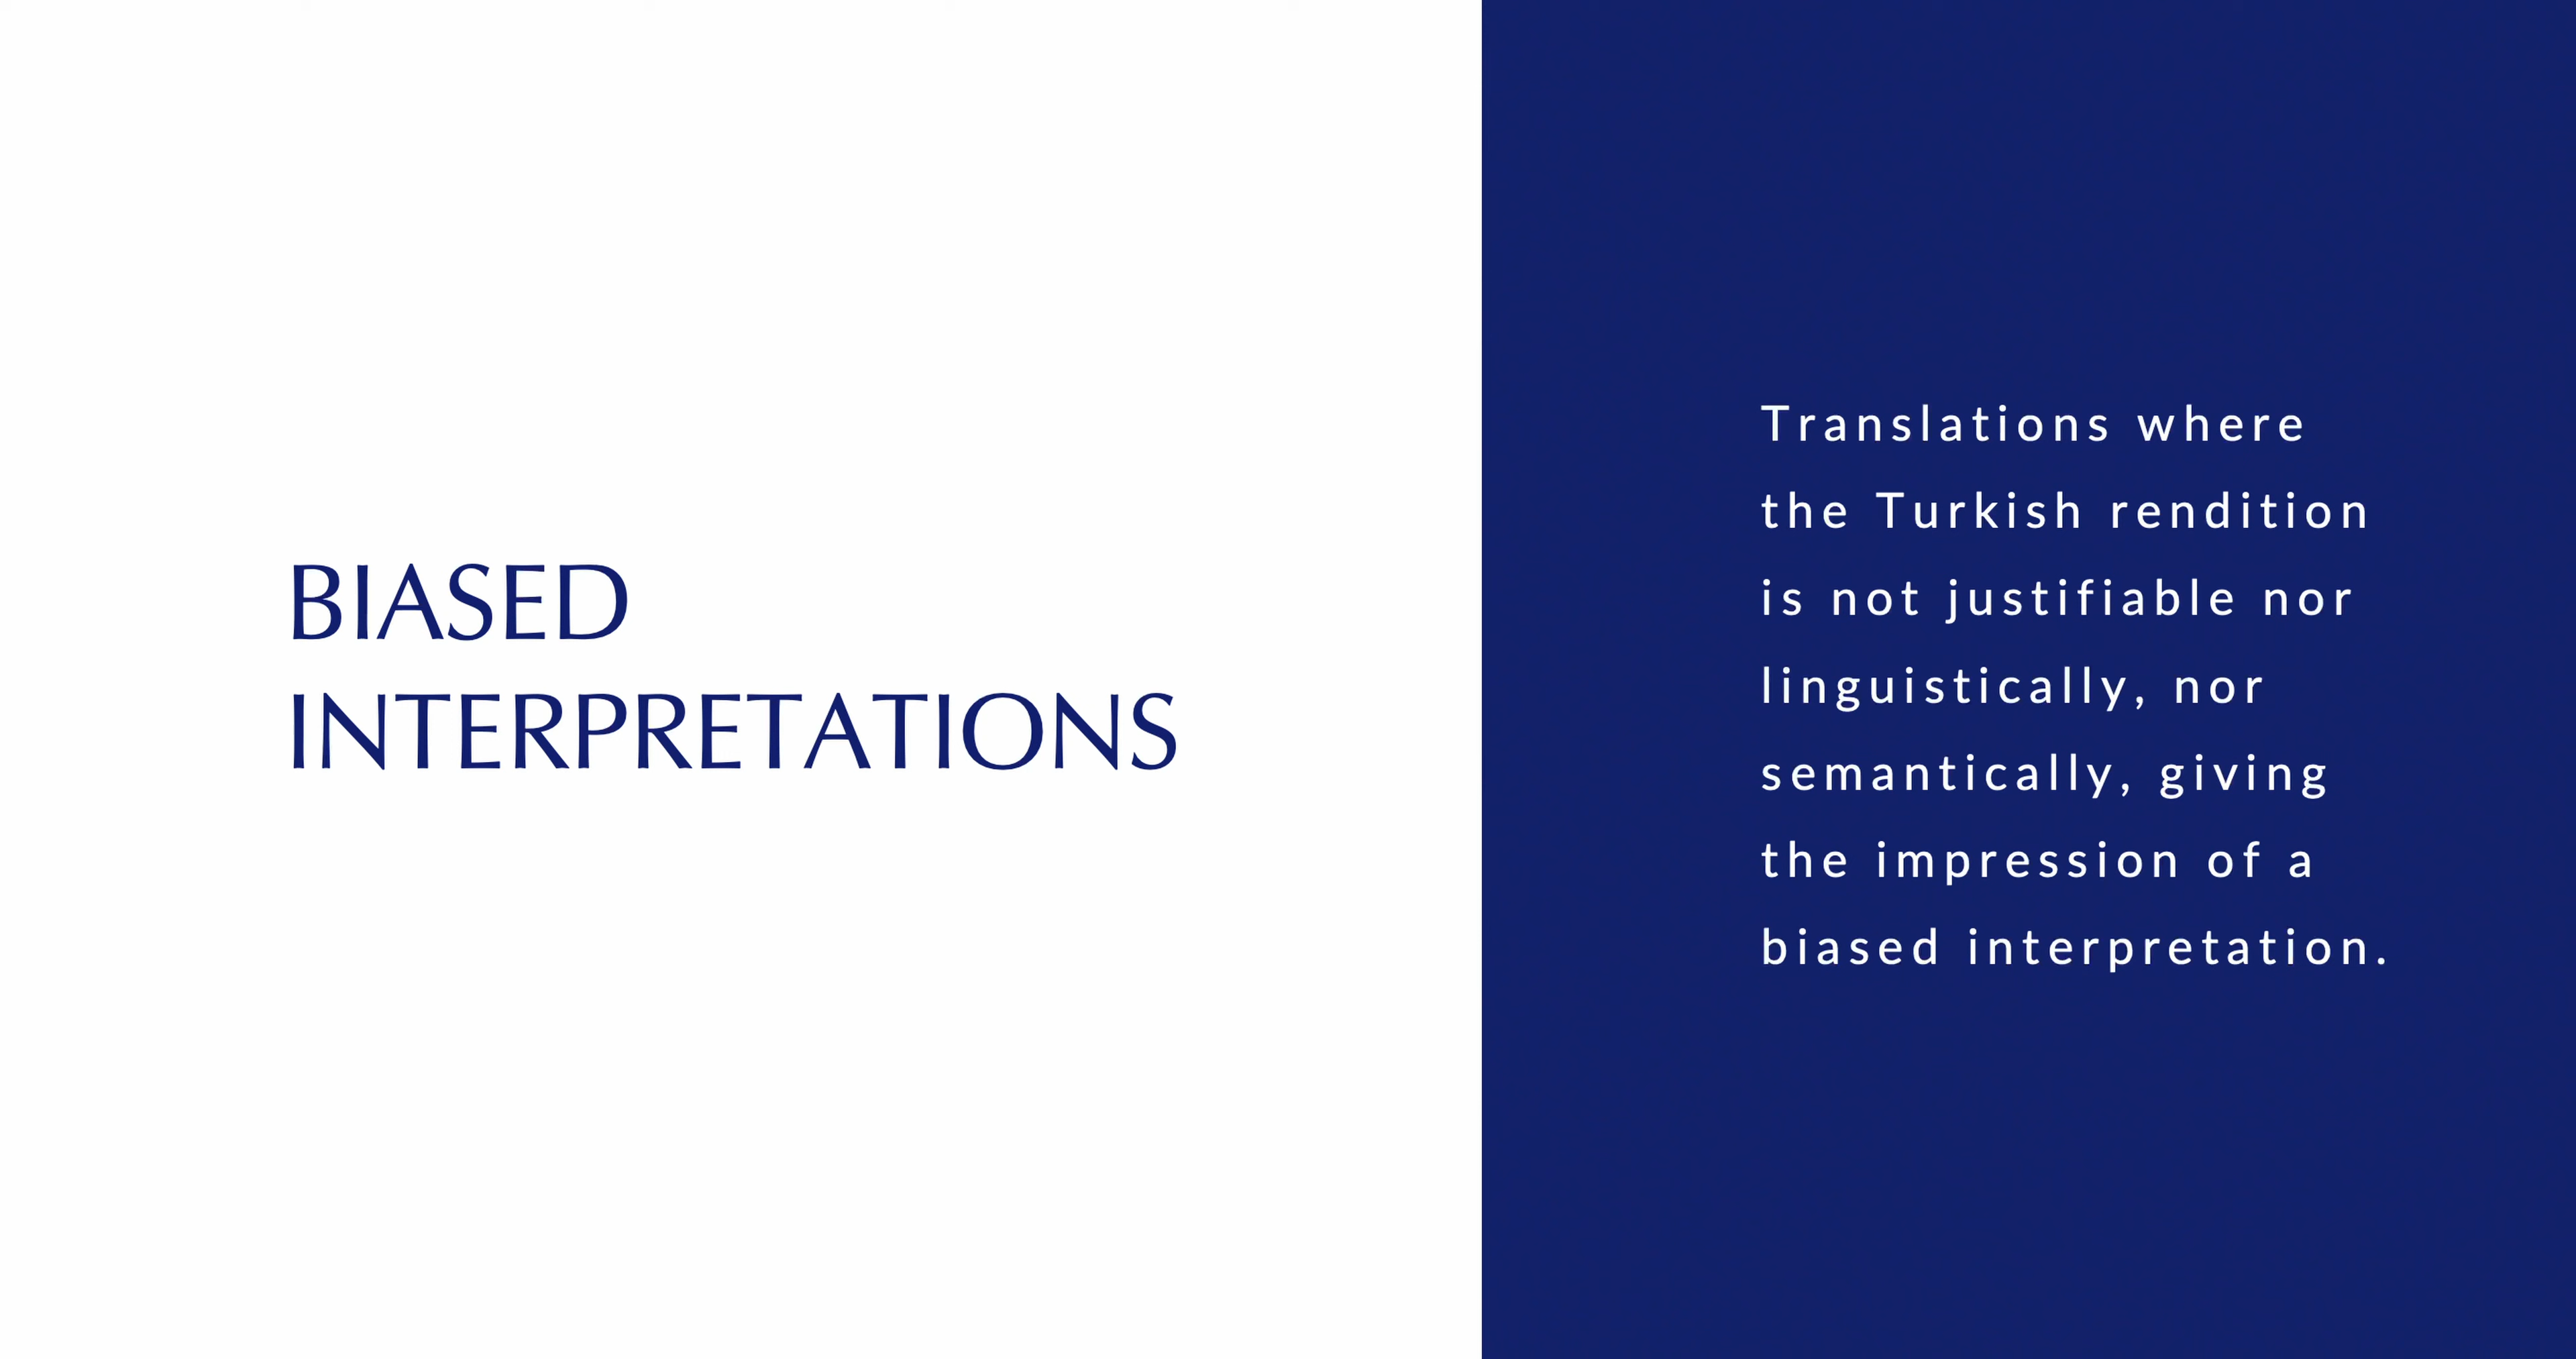 BIASED
INTERPRETATIONS
Translations where
the Turkish rendition
is not justifiable nor
linguistically, nor
semantically, giving
the impression of a
biased interpretation.